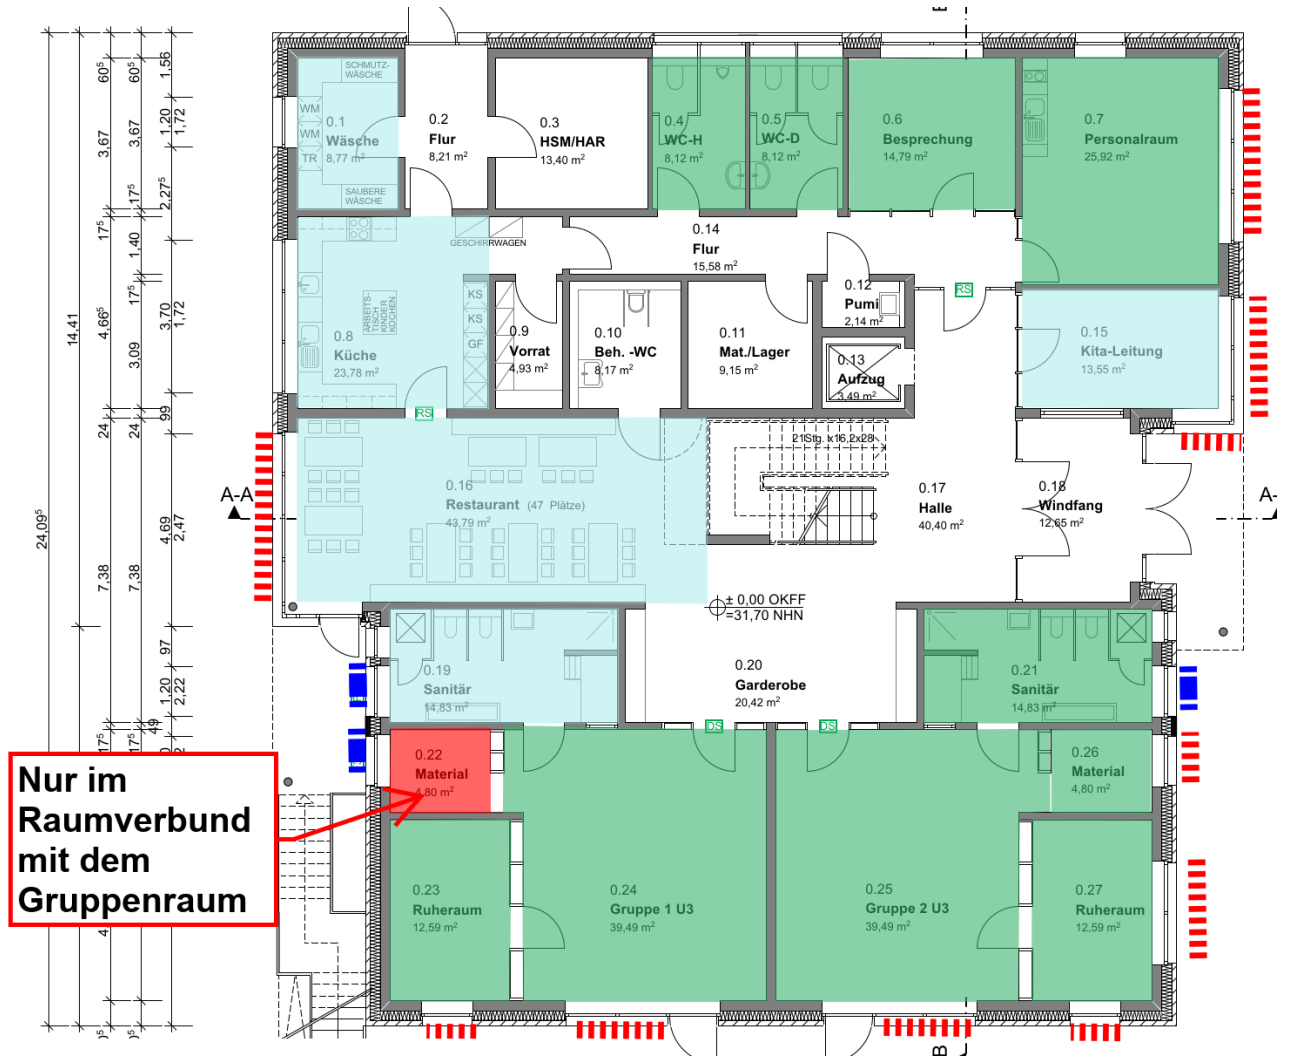 B
60⁵
60⁵
1,56
3,67
3,67
1,20
1,72
17⁵
2,27⁵
17⁵
1,40
14,41
4,66⁵
17⁵
3,09
3,70
1,72
99
24
24
24,09⁵
7,38
7,38
4,69
2,47
97
1,20
2,22
49
17⁵
17⁵
SCHMUTZ-
WÄSCHE
WM
WM
TR
0.1
Wäsche
8,77 m²
SAUBERE
WÄSCHE
0.2
Flur
8,21 m²
0.3
HSM/HAR
13,40 m²
0.4
WC-H
8,12 m²
0.5
WC-D
8,12 m²
0.6
Besprechung
14,79 m²
0.7
Personalraum
25,92 m²
GESCHIRRWAGEN
0.14
Flur
15,58 m²
RS
ARBEITS-
TISCH
KINDER
KOCHEN
KS
KS
GF
0.8
Küche
23,78 m²
0.9
Vorrat
4,93 m²
0.10
Beh. -WC
8,17 m²
0.11
Mat./Lager
9,15 m²
0.12
Pumi
2,14 m²
0.13
Aufzug
3,49 m²
0.15
Kita-Leitung
13,55 m²
RS
21Stg. x16,2x28
A-A
0.16
Restaurant (47 Plätze)
43,79 m²
0.17
Halle
40,40 m²
0.18
Windfang
12,65 m²
A-
± 0,00 OKFF
=31,70 NHN
0.19
Sanitär
14,83 m²
0.20
Garderobe
20,42 m²
0.21
Sanitär
14,83 m²
DS
DS
0.22
Material
4,80 m²
0.26
Material
4,80 m²
Nur im
Raumverbund
mit dem
Gruppenraum
0.23
Ruheraum
12,59 m²
0.24
Gruppe 1 U3
39,49 m²
0.25
Gruppe 2 U3
39,49 m²
0.27
Ruheraum
12,59 m²
B